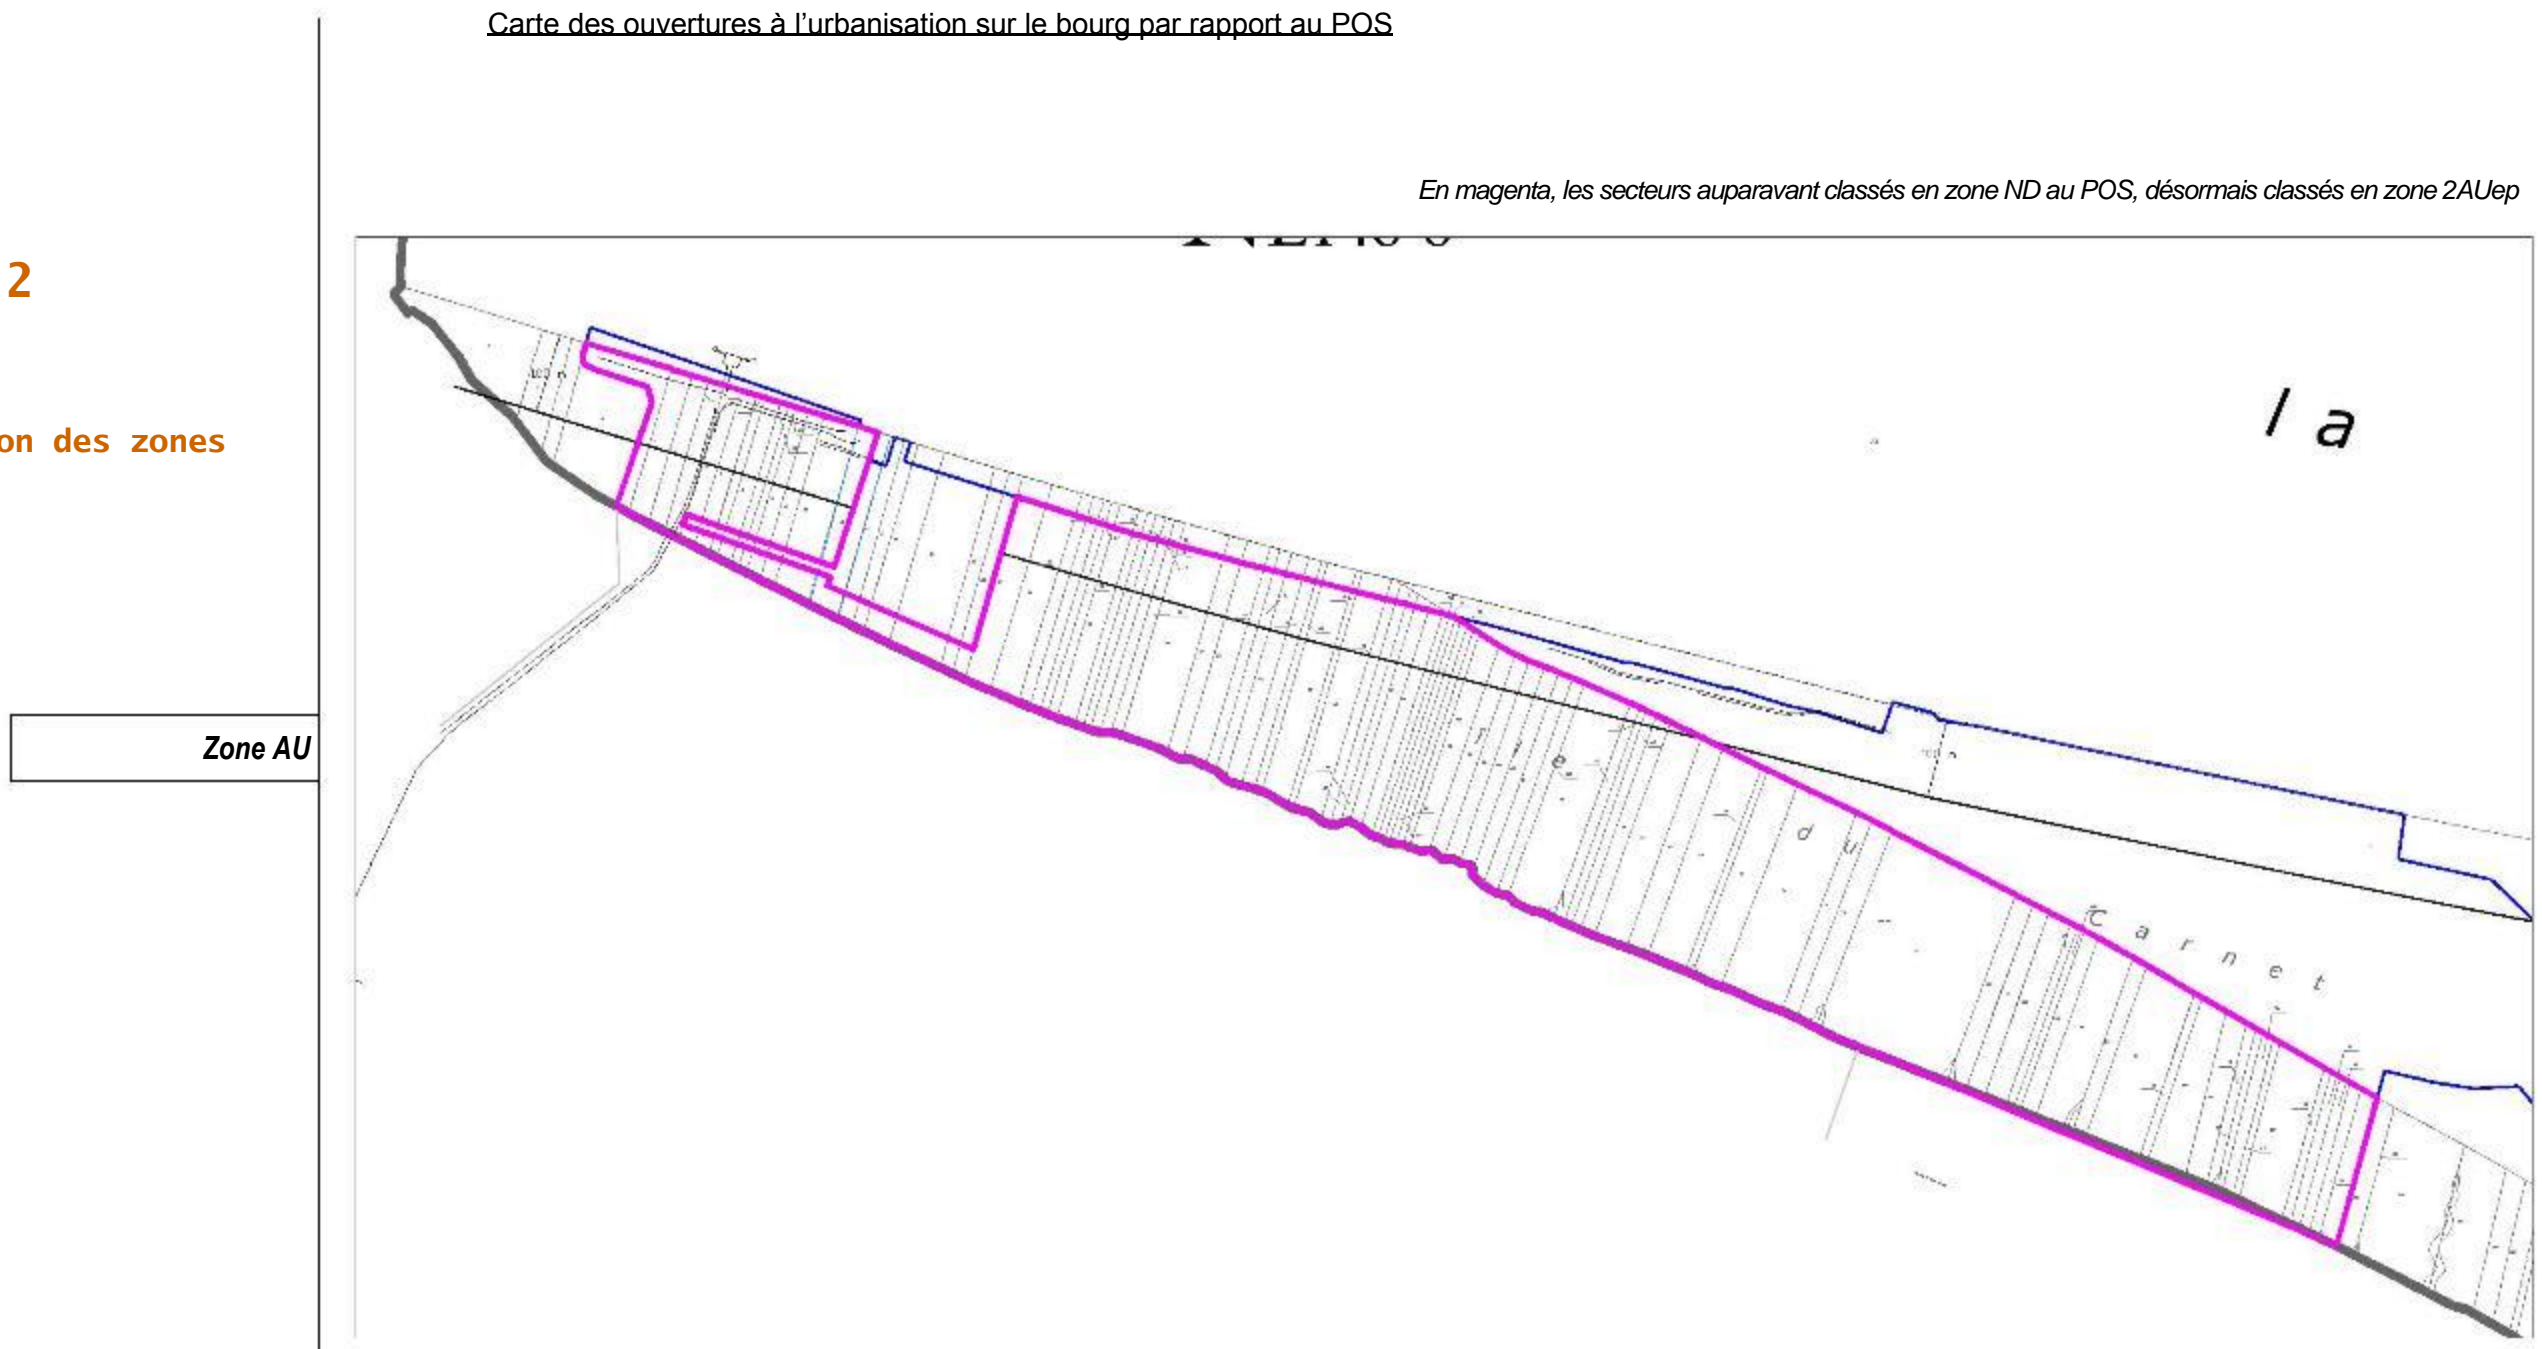 Carte des ouvertures à l'urbanisation sur le bourg par rapport au POS
En magenta, les secteurs auparavant classés en zone ND au POS, désormais classés en zone 2AUep
2
on des zones
Zone AU
l a
I l e
d u
C a r n e t